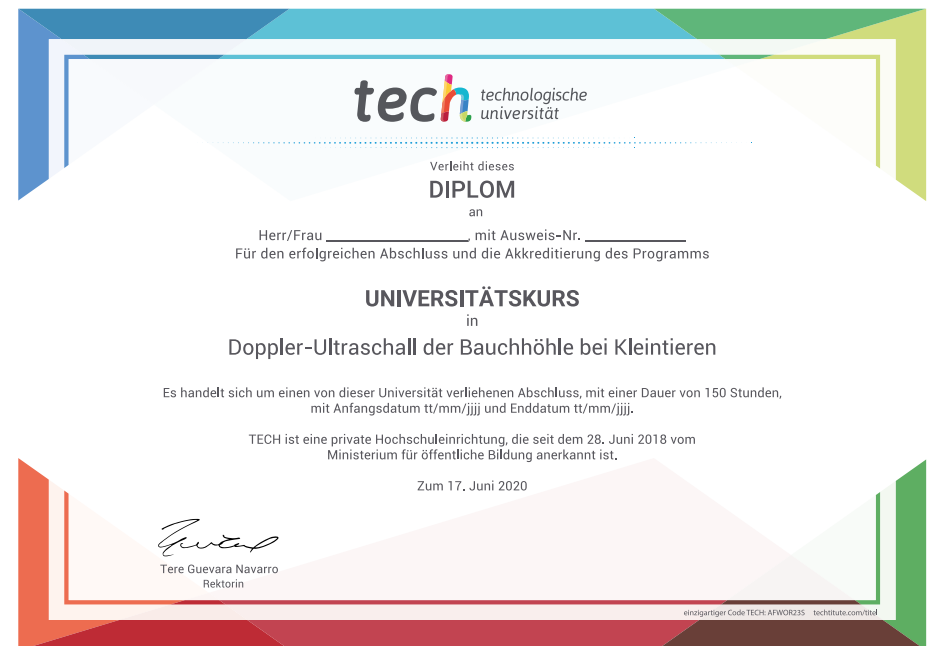 tech technologische
universität
Verleiht dieses
DIPLOM
an
Herr/Frau ____________, mit Ausweis-Nr. ____________
Für den erfolgreichen Abschluss und die Akkreditierung des Programms
UNIVERSITÄTSKURS
in
Doppler-Ultraschall der Bauchhöhle bei Kleintieren
Es handelt sich um einen von dieser Universität verliehenen Abschluss, mit einer Dauer von 150 Stunden,
mit Anfangsdatum tt/mm/jjjj und Enddatum tt/mm/jjjj.
TECH ist eine private Hochschuleinrichtung, die seit dem 28. Juni 2018 vom
Ministerium für öffentliche Bildung anerkannt ist.
Zum 17. Juni 2020
Tere Guevara Navarro
Rektorin
einzigartiger Code TECH: AFWOR23S techtitute.com/titel